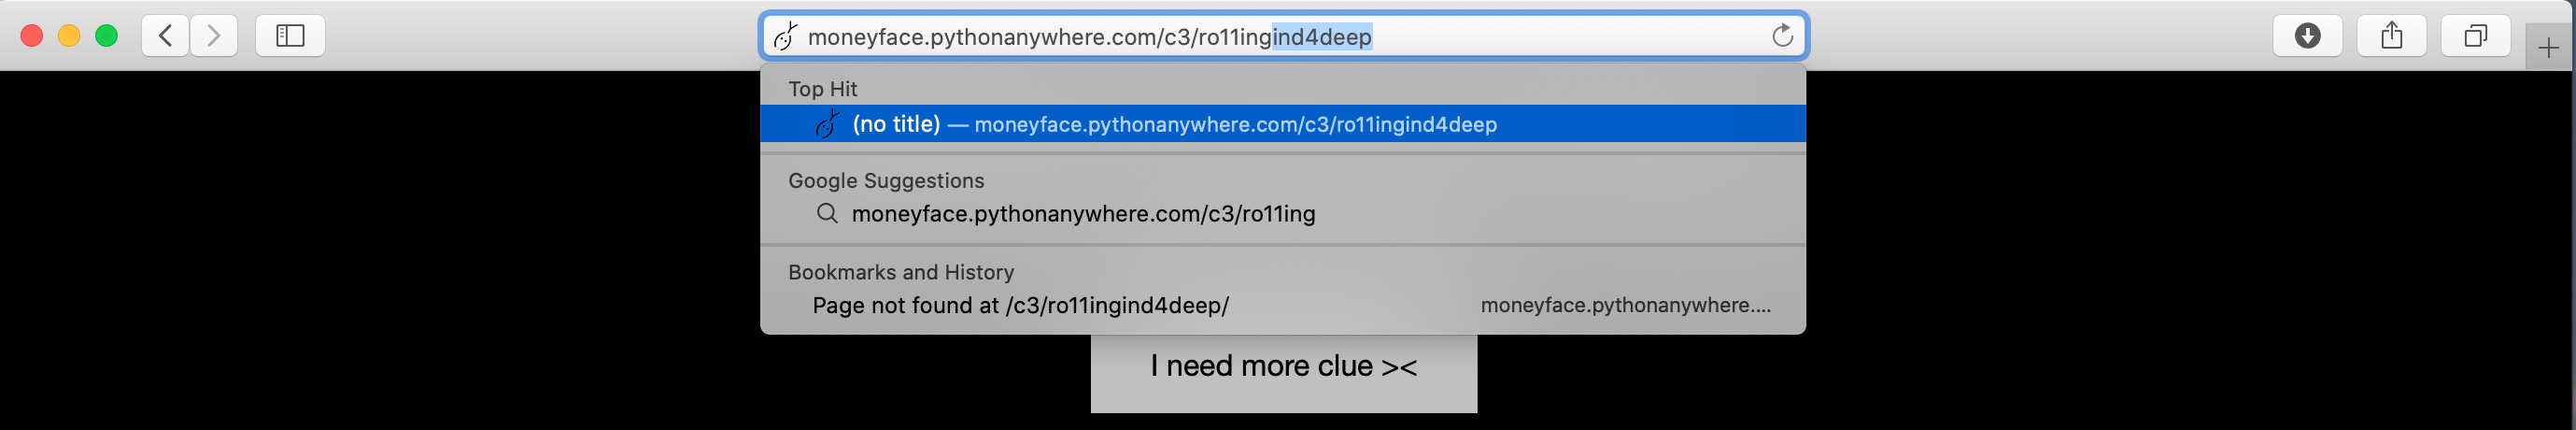 moneyface.pythonanywhere.com/c3/ro11ingind4deep
Top Hit
(no title) — moneyface.pythonanywhere.com/c3/ro11ingind4deep
Google Suggestions
moneyface.pythonanywhere.com/c3/ro11ing
Bookmarks and History
Page not found at /c3/ro11ingind4deep/ moneyface.pythonanywhere....
I need more clue ><